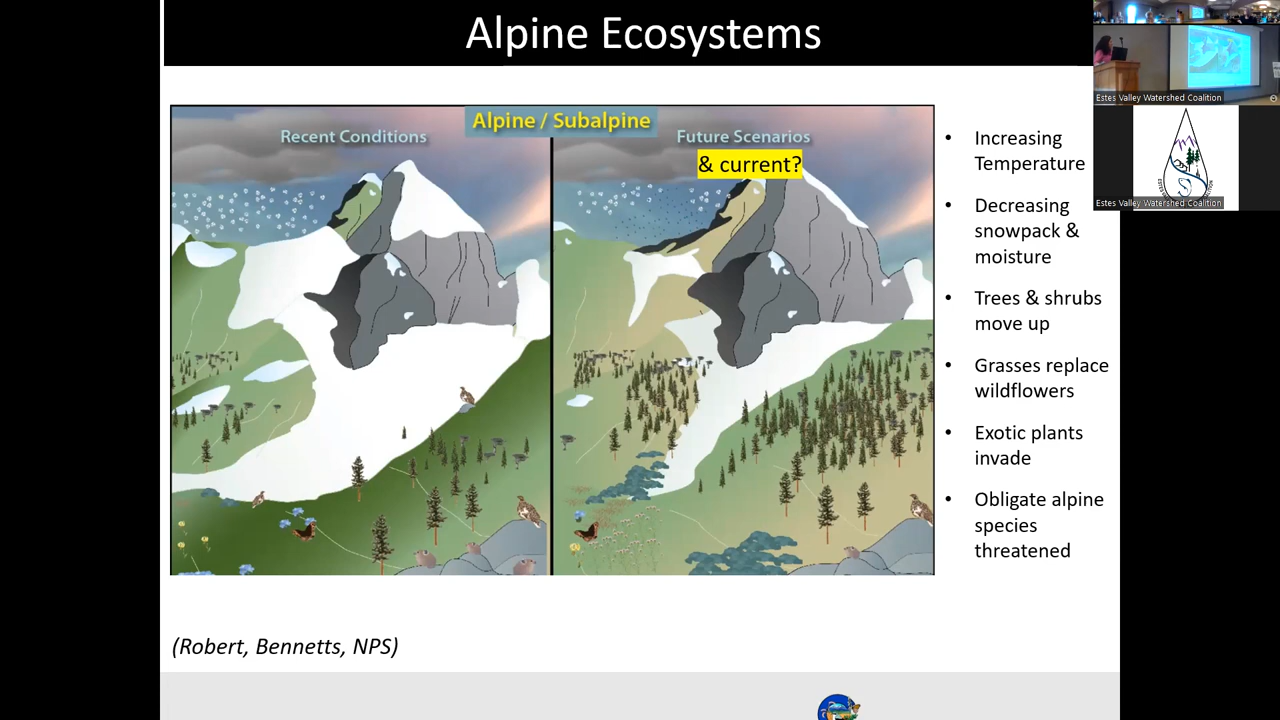 Alpine Ecosystems
Alpine / Subalpine
Recent Conditions
Future Scenarios
& current?
• Increasing
Temperature
• Decreasing
snowpack &
moisture
• Trees & shrubs
move up
• Grasses replace
wildflowers
• Exotic plants
invade
• Obligate alpine
species
threatened
(Robert, Bennetts, NPS)
Estes Valley Watershed Coalition
Estes Valley Watershed Coalition